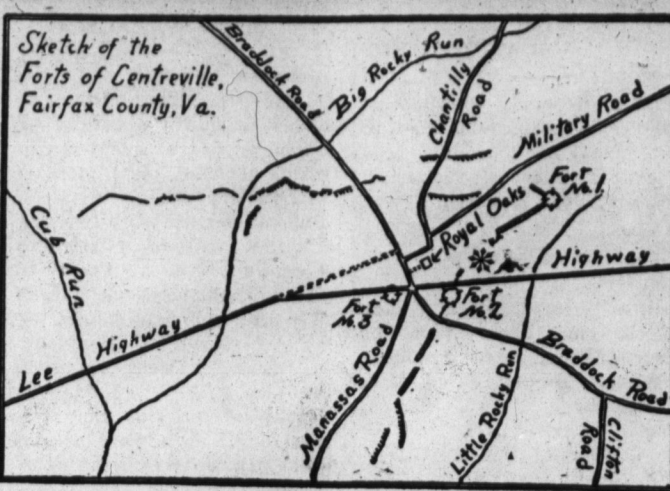 Sketch of the
Forts of Centreville,
Fairfax County, Va.
Braddock Road
Big Rocky Run
Chantilly
Road
Military Road
Fort
No. 1
Royal Oaks
Cub Run
Highway
Fort
No. 3
Fort
No. 2
Lee Highway
Manassas Road
Little Rocky Run
Braddock Road
Clifton
Road